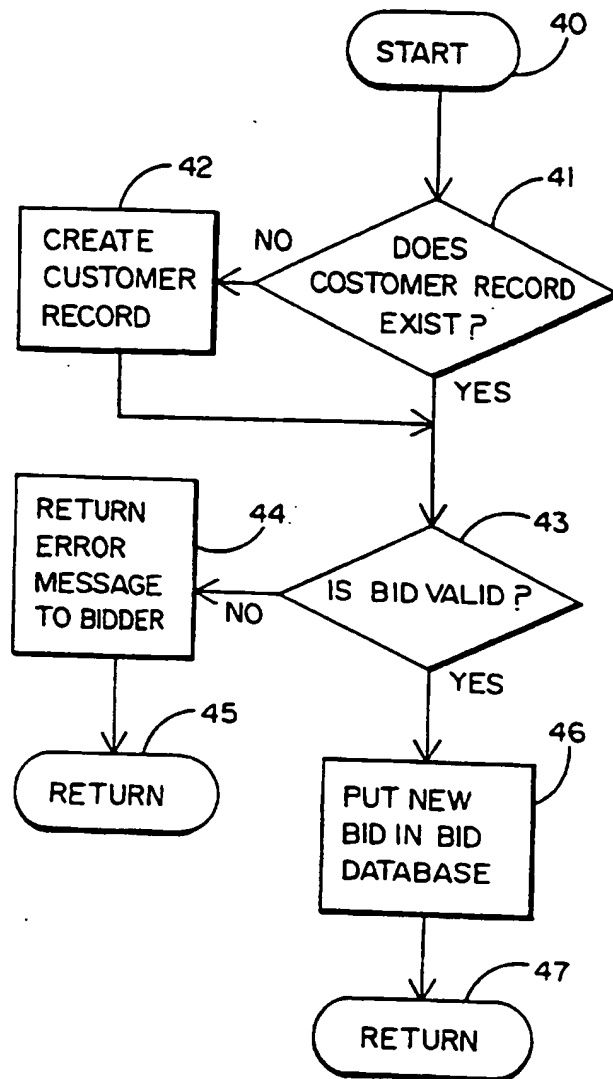 START
40
42
41
CREATE
CUSTOMER
RECORD
NO
DOES
COSTOMER RECORD
EXIST?
YES
RETURN
ERROR
MESSAGE
TO BIDDER
44
43
IS BID VALID?
NO
YES
45
RETURN
46
PUT NEW
BID IN BID
DATABASE
47
RETURN